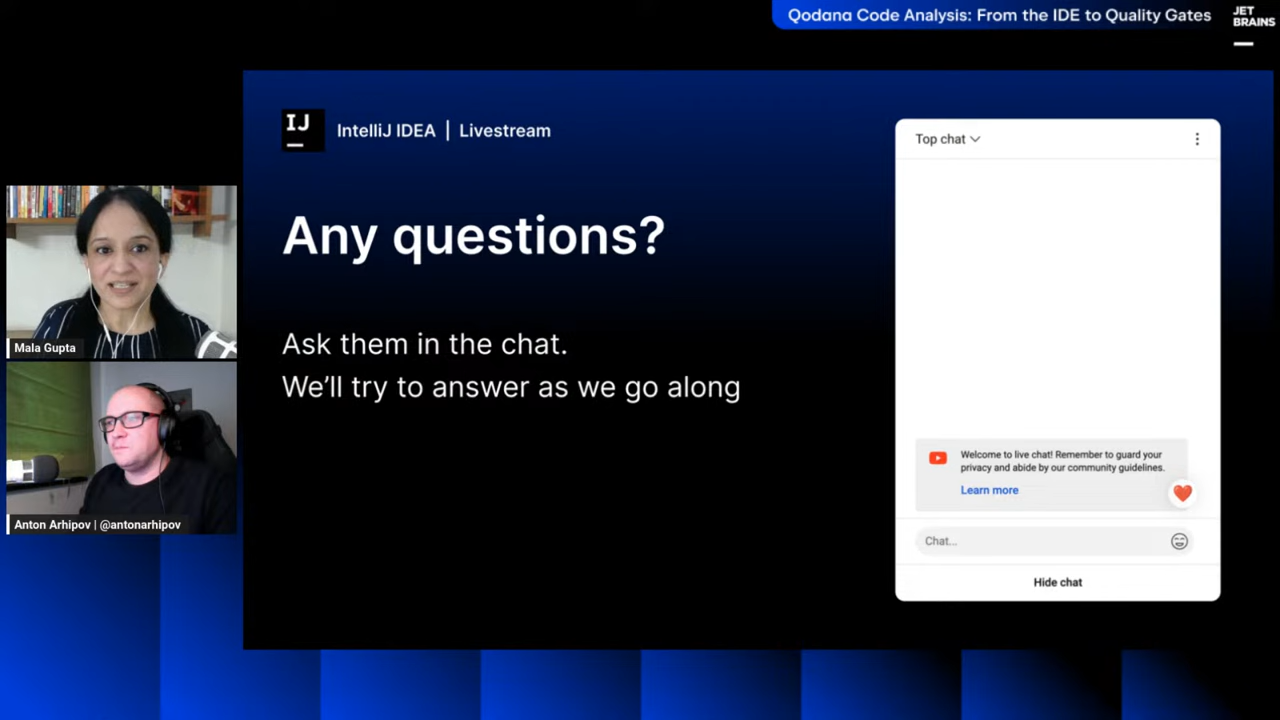 Qodana Code Analysis: From the IDE to Quality Gates
JET
BRAINS
IJ
IntelliJ IDEA | Livestream
Any questions?
Ask them in the chat.
We'll try to answer as we go along
Top chat
Welcome to live chat! Remember to guard your
privacy and abide by our community guidelines.
Learn more
Chat...
Hide chat
Mala Gupta
Anton Arhipov | @antonarhipov